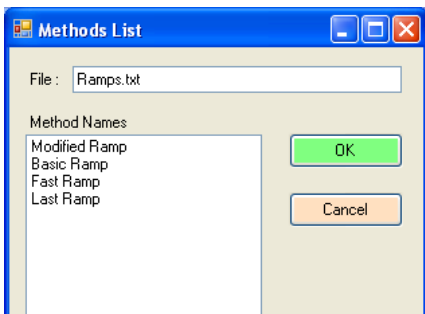 Methods List
File : Ramps.txt
Method Names
Modified Ramp
Basic Ramp
Fast Ramp
Last Ramp
OK
Cancel